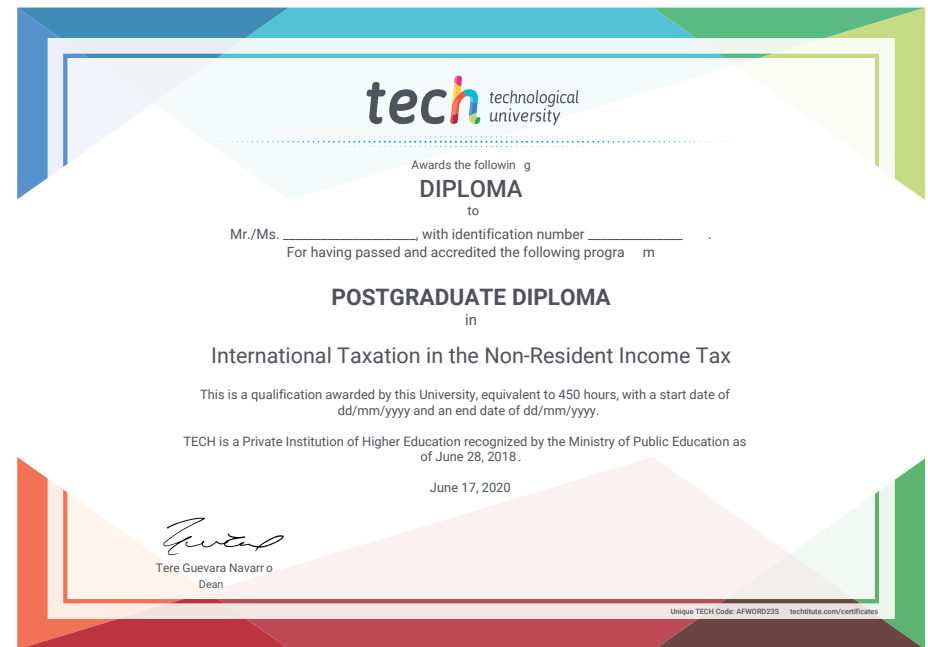 tech technological
university
Awards the followin g
DIPLOMA
to
Mr./Ms. ____________________, with identification number ______________ .
For having passed and accredited the following progra m
POSTGRADUATE DIPLOMA
in
International Taxation in the Non-Resident Income Tax
This is a qualification awarded by this University, equivalent to 450 hours, with a start date of
dd/mm/yyyy and an end date of dd/mm/yyyy.
TECH is a Private Institution of Higher Education recognized by the Ministry of Public Education as
of June 28, 2018.
June 17, 2020
Tere Guevara Navarr o
Dean
Unique TECH Code: AFWORD23S techtitute.com/certificates